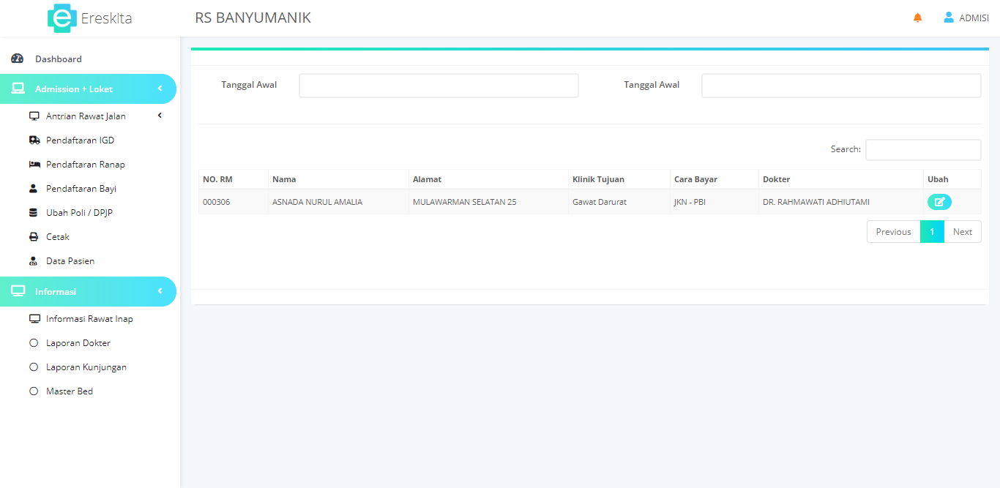 e Ereskita
RS BANYUMANIK
ADMISI
Dashboard
Admission + Loket
Antrian Rawat Jalan
Pendaftaran IGD
Pendaftaran Ranap
Pendaftaran Bayi
Ubah Poli / DPJP
Cetak
Data Pasien
Informasi
Informasi Rawat Inap
Laporan Dokter
Laporan Kunjungan
Master Bed
Tanggal Awal
Tanggal Awal
Search:
NO. RM Nama Alamat Klinik Tujuan Cara Bayar Dokter Ubah
000306 ASNADA NURUL AMALIA MULAWARMAN SELATAN 25 Gawat Darurat JKN - PBI DR. RAHMAWATI ADHIUTAMI
Previous 1 Next